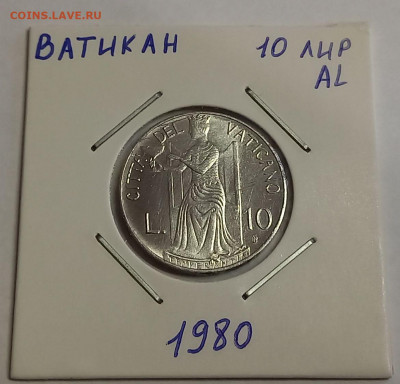 COINS.LAVE.RU
ВАТИКАН 10 ЛИР
AL
CITTA' DEL VATICANO
L. 10
1980